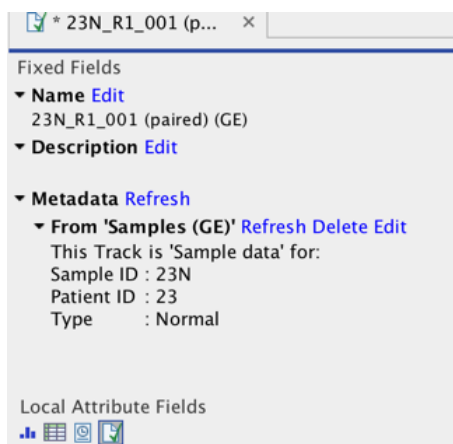 * 23N_R1_001 (p...
Fixed Fields
Name Edit
23N_R1_001 (paired) (GE)
Description Edit
Metadata Refresh
From 'Samples (GE)' Refresh Delete Edit
This Track is 'Sample data' for:
Sample ID : 23N
Patient ID : 23
Type : Normal
Local Attribute Fields